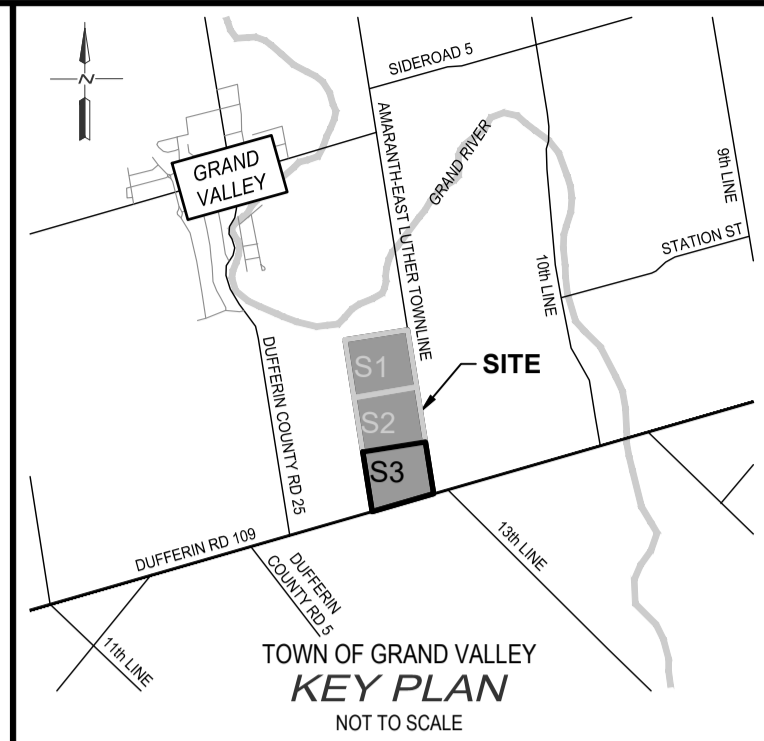 N
SIDEROAD 5
AMARANTH-EAST LUTHER TOWNLINE
GRAND RIVER
GRAND
VALLEY
9th LINE
STATION ST
10th LINE
DUFFERIN COUNTY RD 25
S1
SITE
S2
S3
DUFFERIN RD 109
13th LINE
DUFFERIN
COUNTY RD 5
11th LINE
TOWN OF GRAND VALLEY
KEY PLAN
NOT TO SCALE